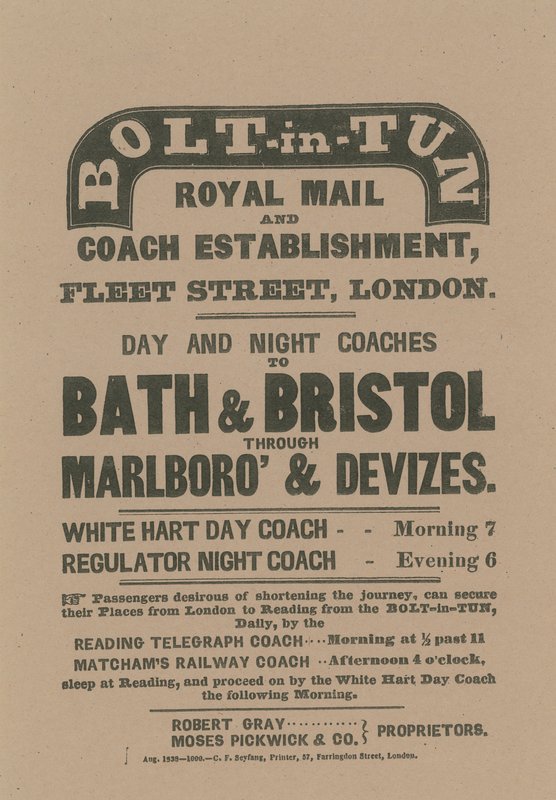 BOLT-in-TUN
ROYAL MAIL
AND
COACH ESTABLISHMENT,
FLEET STREET, LONDON.
DAY AND NIGHT COACHES
TO
BATH & BRISTOL
THROUGH
MARLBORO' & DEVIZES.
WHITE HART DAY COACH - - Morning 7
REGULATOR NIGHT COACH - Evening 6
☞ Passengers desirous of shortening the journey, can secure
their Places from London to Reading from the BOLT-in-TUN,
Daily, by the
READING TELEGRAPH COACH····Morning at ½ past 11
MATCHAM'S RAILWAY COACH ··Afternoon 4 o'clock,
sleep at Reading, and proceed on by the White Hart Day Coach
the following Morning.
ROBERT GRAY···········
MOSES PICKWICK & CO. } PROPRIETORS.
Aug. 1838—1000.—C. F. Seyfang, Printer, 57, Farringdon Street, London.